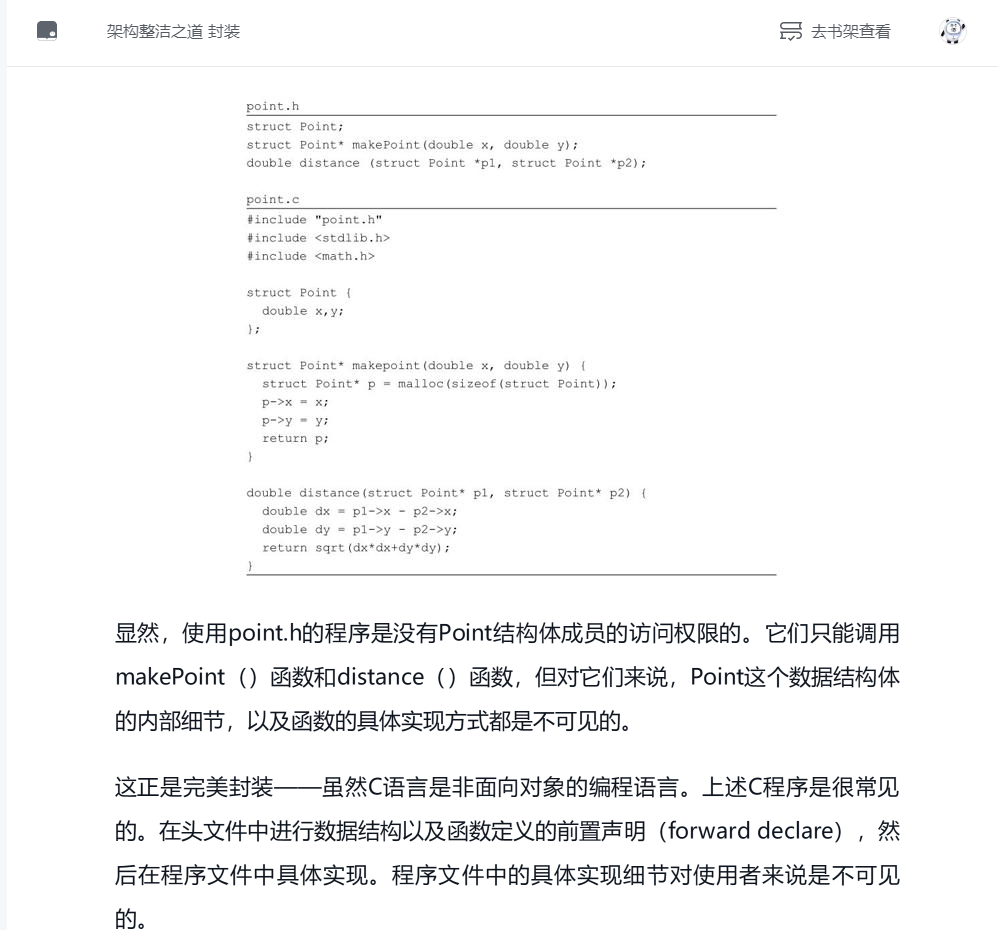 架构整洁之道 封装
去书架查看
point.h
struct Point;
struct Point* makePoint(double x, double y);
double distance (struct Point *p1, struct Point *p2);
point.c
#include "point.h"
#include <stdlib.h>
#include <math.h>
struct Point {
  double x,y;
};
struct Point* makepoint(double x, double y) {
  struct Point* p = malloc(sizeof(struct Point));
  p->x = x;
  p->y = y;
  return p;
}
double distance(struct Point* p1, struct Point* p2) {
  double dx = p1->x - p2->x;
  double dy = p1->y - p2->y;
  return sqrt(dx*dx+dy*dy);
}
显然，使用point.h的程序是没有Point结构体成员的访问权限的。它们只能调用
makePoint（）函数和distance（）函数，但对它们来说，Point这个数据结构体
的内部细节，以及函数的具体实现方式都是不可见的。
这正是完美封装——虽然C语言是非面向对象的编程语言。上述C程序是很常见
的。在头文件中进行数据结构以及函数定义的前置声明（forward declare），然
后在程序文件中具体实现。程序文件中的具体实现细节对使用者来说是不可见
的。